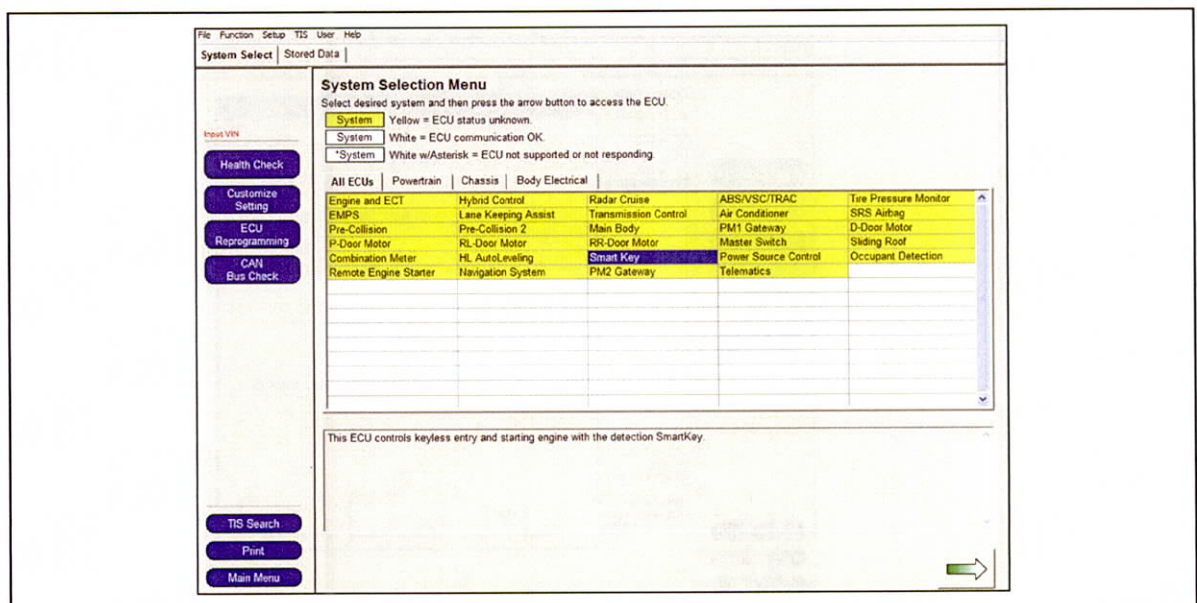 File Function Setup TIS User Help
System Select Stored Data
System Selection Menu
Select desired system and then press the arrow button to access the ECU.
System Yellow = ECU status unknown.
System White = ECU communication OK.
*System White w/Asterisk = ECU not supported or not responding.
Input VIN
Health Check
Customize
Setting
ECU
Reprogramming
CAN
Bus Check
All ECUs Powertrain Chassis Body Electrical
Engine and ECT Hybrid Control Radar Cruise ABS/VSC/TRAC Tire Pressure Monitor
EMPS Lane Keeping Assist Transmission Control Air Conditioner SRS Airbag
Pre-Collision Pre-Collision 2 Main Body PM1 Gateway D-Door Motor
P-Door Motor RL-Door Motor RR-Door Motor Master Switch Sliding Roof
Combination Meter HL AutoLeveling Smart Key Power Source Control Occupant Detection
Remote Engine Starter Navigation System PM2 Gateway Telematics
This ECU controls keyless entry and starting engine with the detection SmartKey.
TIS Search
Print
Main Menu